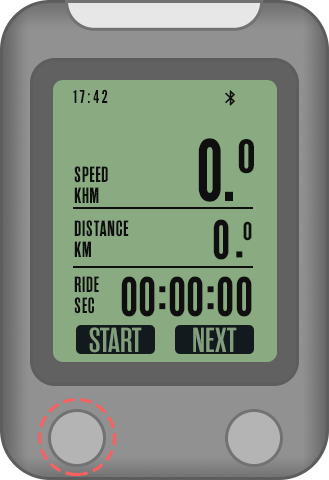 17:42
SPEED
KHM
0.0
DISTANCE
KM
0.0
RIDE
SEC
00:00:00
START NEXT